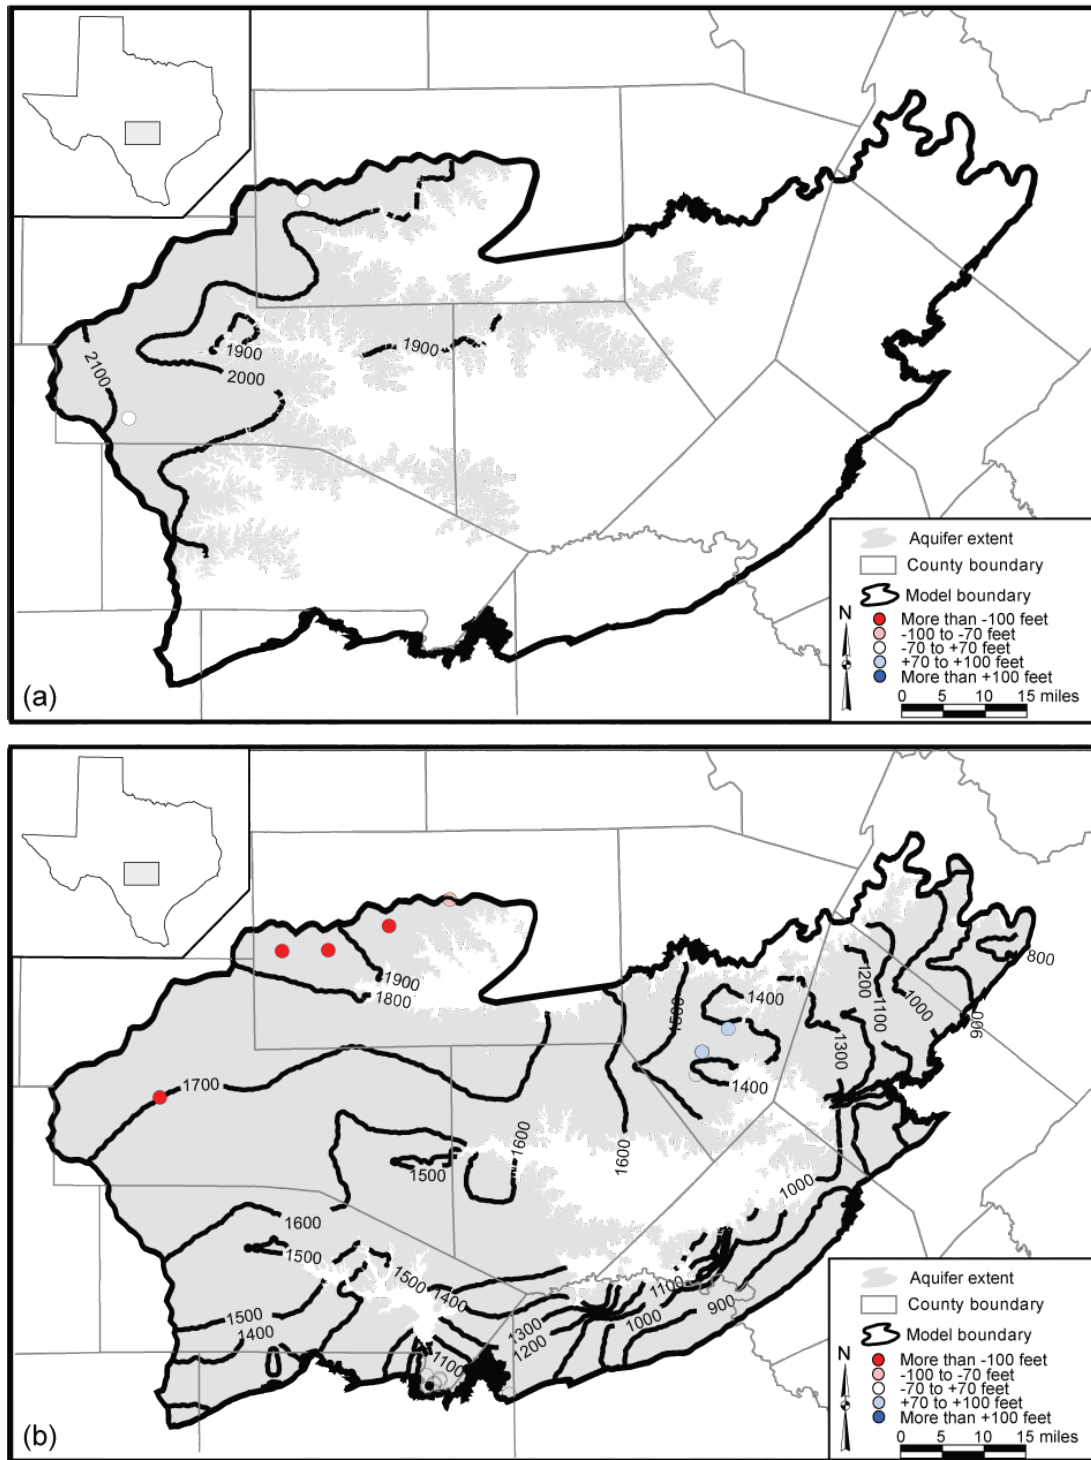 2100
1900
2000
1900
Aquifer extent
County boundary
Model boundary
N
More than -100 feet
-100 to -70 feet
-70 to +70 feet
+70 to +100 feet
More than +100 feet
0 5 10 15 miles
(a)
1900
1800
1700
1500
1400
1400
1200
1100
1000
800
900
1300
1600
1600
1500
1000
1600
1500
1500
1400
1500
1400
1300
1200
1100
1100
1000
900
Aquifer extent
County boundary
Model boundary
N
More than -100 feet
-100 to -70 feet
-70 to +70 feet
+70 to +100 feet
More than +100 feet
0 5 10 15 miles
(b)